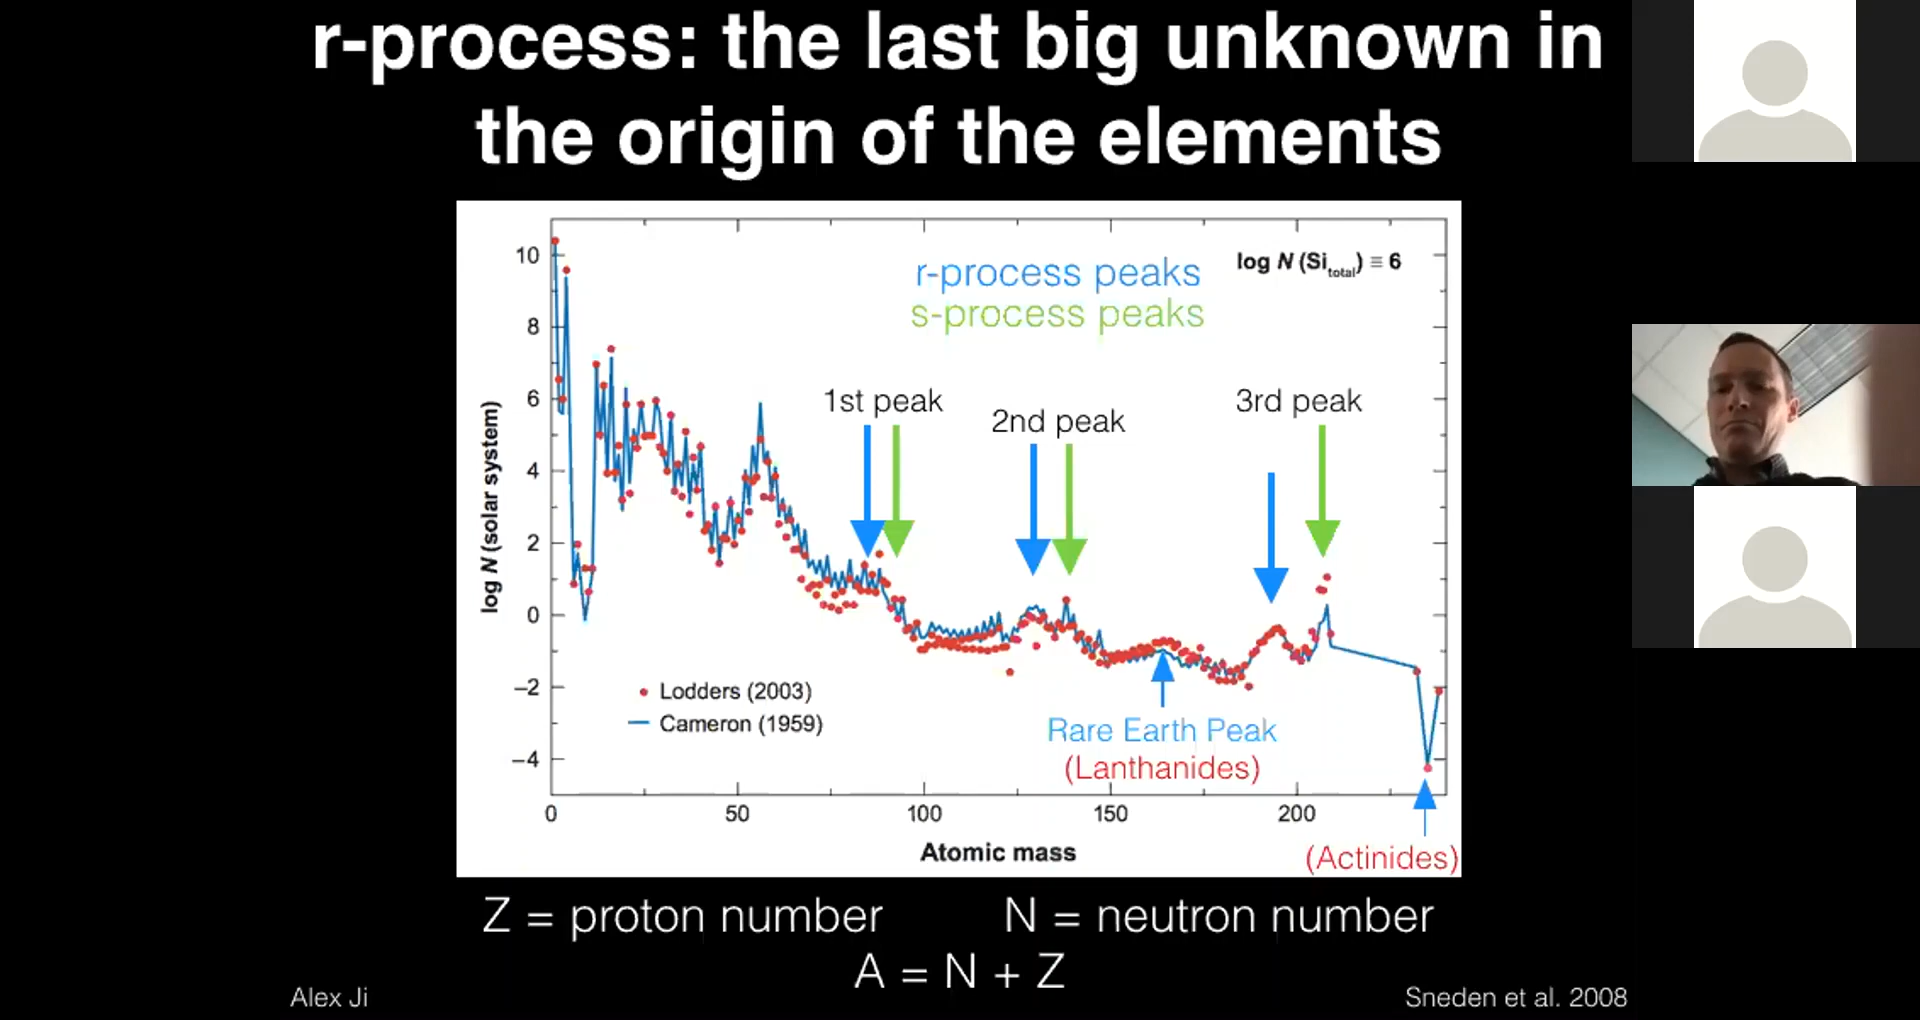 r-process: the last big unknown in
the origin of the elements
log N (Si total) ≡ 6
r-process peaks
s-process peaks
1st peak
2nd peak
3rd peak
10
8
6
4
2
0
−2
−4
log N (solar system)
Lodders (2003)
Cameron (1959)
Rare Earth Peak
(Lanthanides)
0 50 100 150 200
Atomic mass
(Actinides)
Z = proton number N = neutron number
A = N + Z
Alex Ji
Sneden et al. 2008